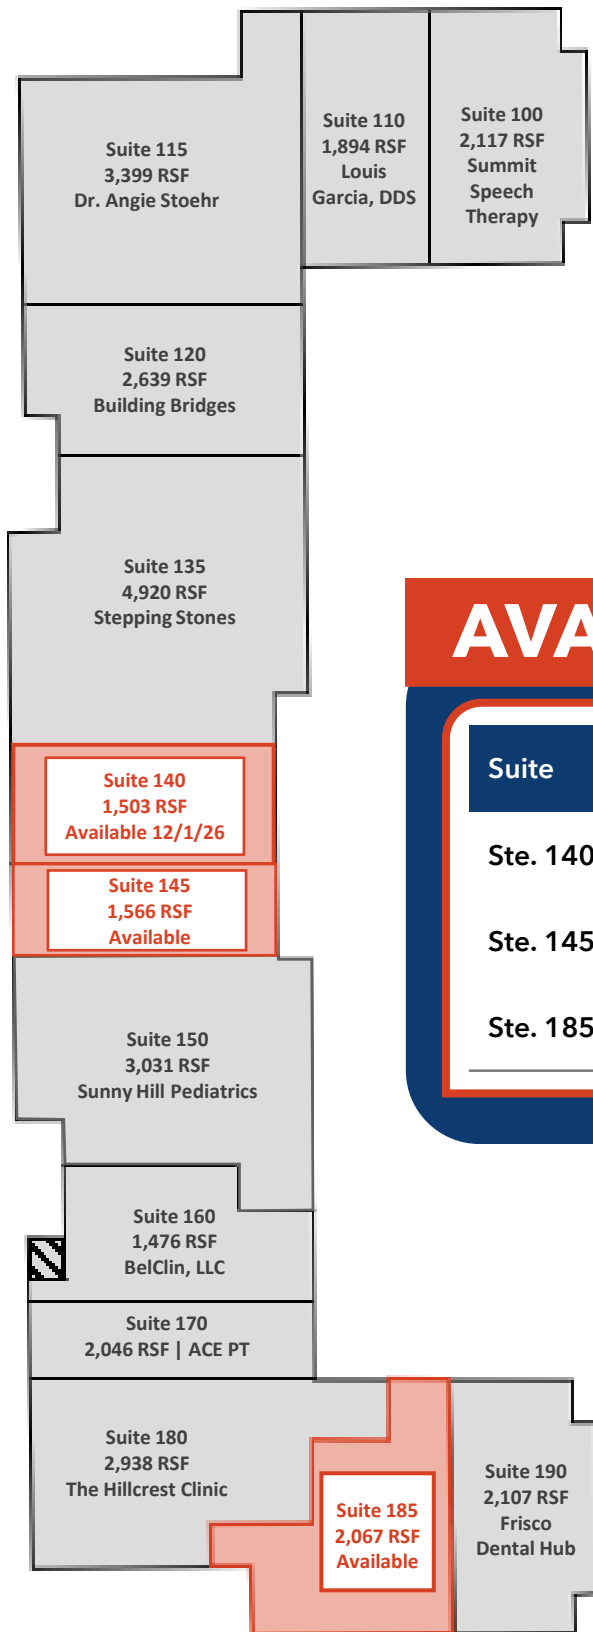 Suite 115
3,399 RSF
Dr. Angie Stoehr
Suite 110
1,894 RSF
Louis
Garcia, DDS
Suite 100
2,117 RSF
Summit
Speech
Therapy
Suite 120
2,639 RSF
Building Bridges
Suite 135
4,920 RSF
Stepping Stones
AVA
Suite
Ste. 140
Ste. 145
Ste. 185
Suite 140
1,503 RSF
Available 12/1/26
Suite 145
1,566 RSF
Available
Suite 150
3,031 RSF
Sunny Hill Pediatrics
Suite 160
1,476 RSF
BelClin, LLC
Suite 170
2,046 RSF | ACE PT
Suite 180
2,938 RSF
The Hillcrest Clinic
Suite 185
2,067 RSF
Available
Suite 190
2,107 RSF
Frisco
Dental Hub